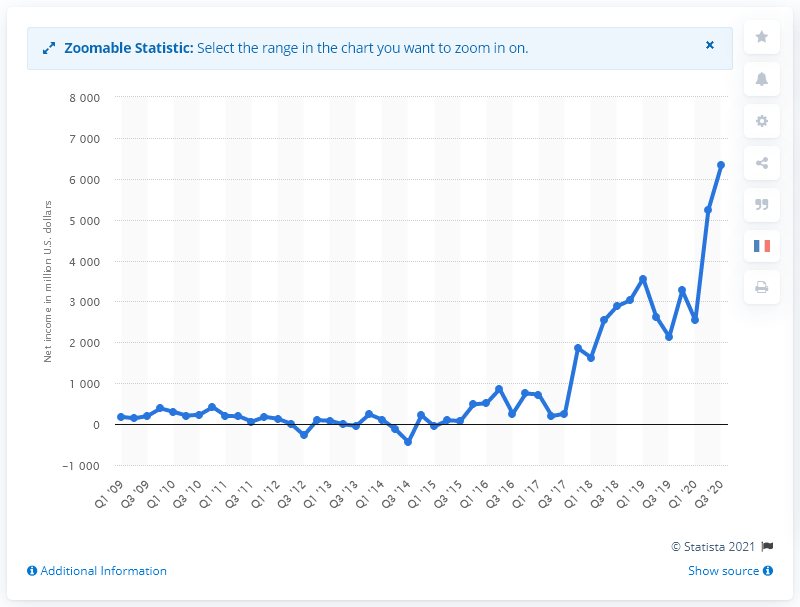 Zoomable Statistic: Select the range in the chart you want to zoom in on.
×
8 000
7 000
6 000
5 000
4 000
3 000
2 000
1 000
0
−1 000
Net income in million U.S. dollars
Q1 '09
Q3 '09
Q1 '10
Q3 '10
Q1 '11
Q3 '11
Q1 '12
Q3 '12
Q1 '13
Q3 '13
Q1 '14
Q3 '14
Q1 '15
Q3 '15
Q1 '16
Q3 '16
Q1 '17
Q3 '17
Q1 '18
Q3 '18
Q1 '19
Q3 '19
Q1 '20
Q3 '20
© Statista 2021
Additional Information
Show source